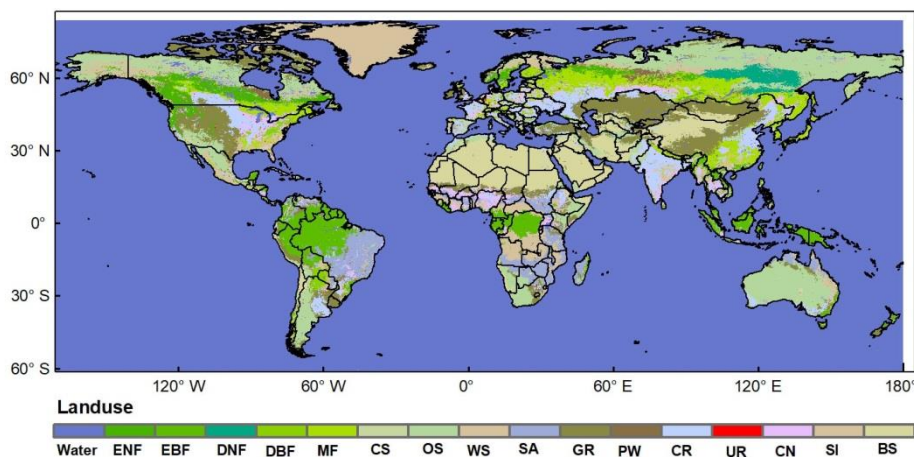 60° N
30° N
0°
30° S
60° S
120° W 60° W 0° 60° E 120° E 180°
Landuse
Water ENF EBF DNF DBF MF CS OS WS SA GR PW CR UR CN SI BS